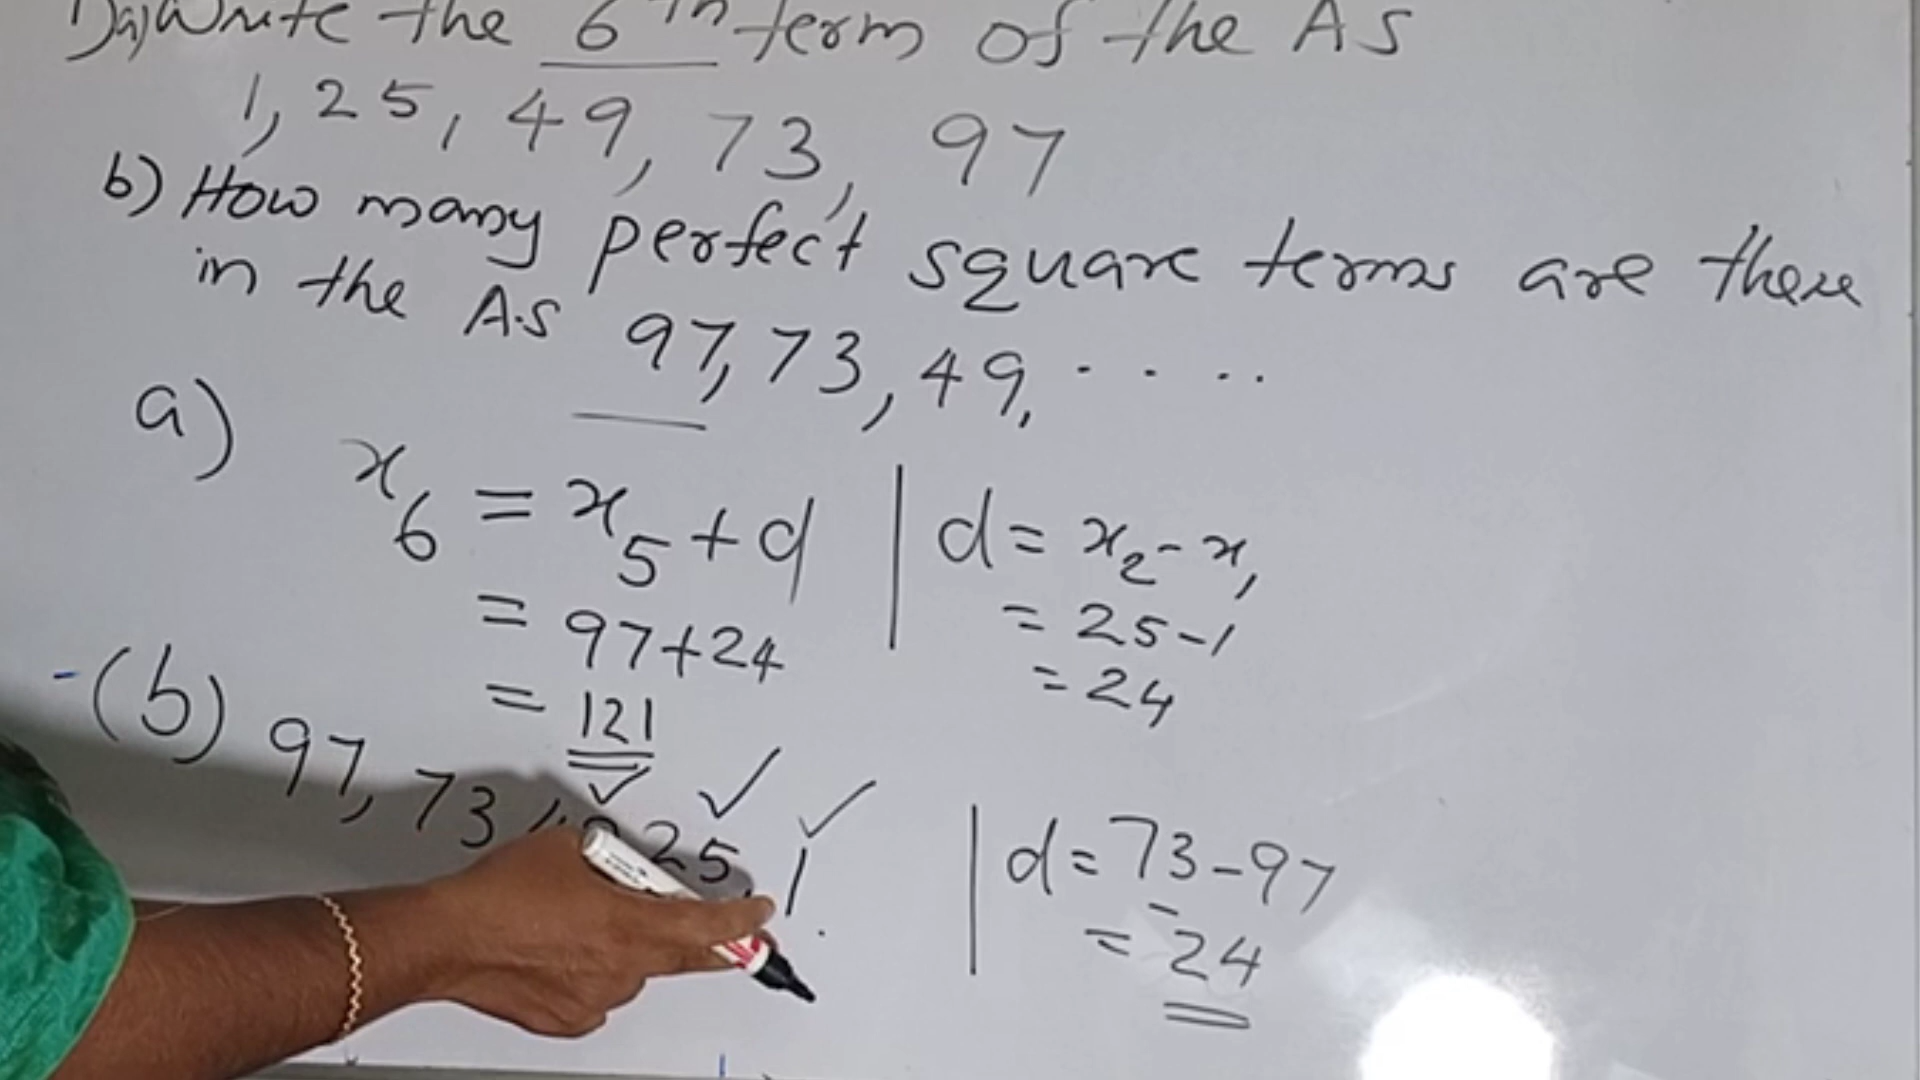 1)a) Write the 6th term of the AS
1, 25, 49, 73, 97
b) How many perfect square terms are there
in the A.S 97, 73, 49, . . . .
a) x6 = x5 + d | d = x2 - x1
= 97 + 24 = 25 - 1
= 121 = 24
(b) 97, 73, 25, 1 | d = 73 - 97
= -24